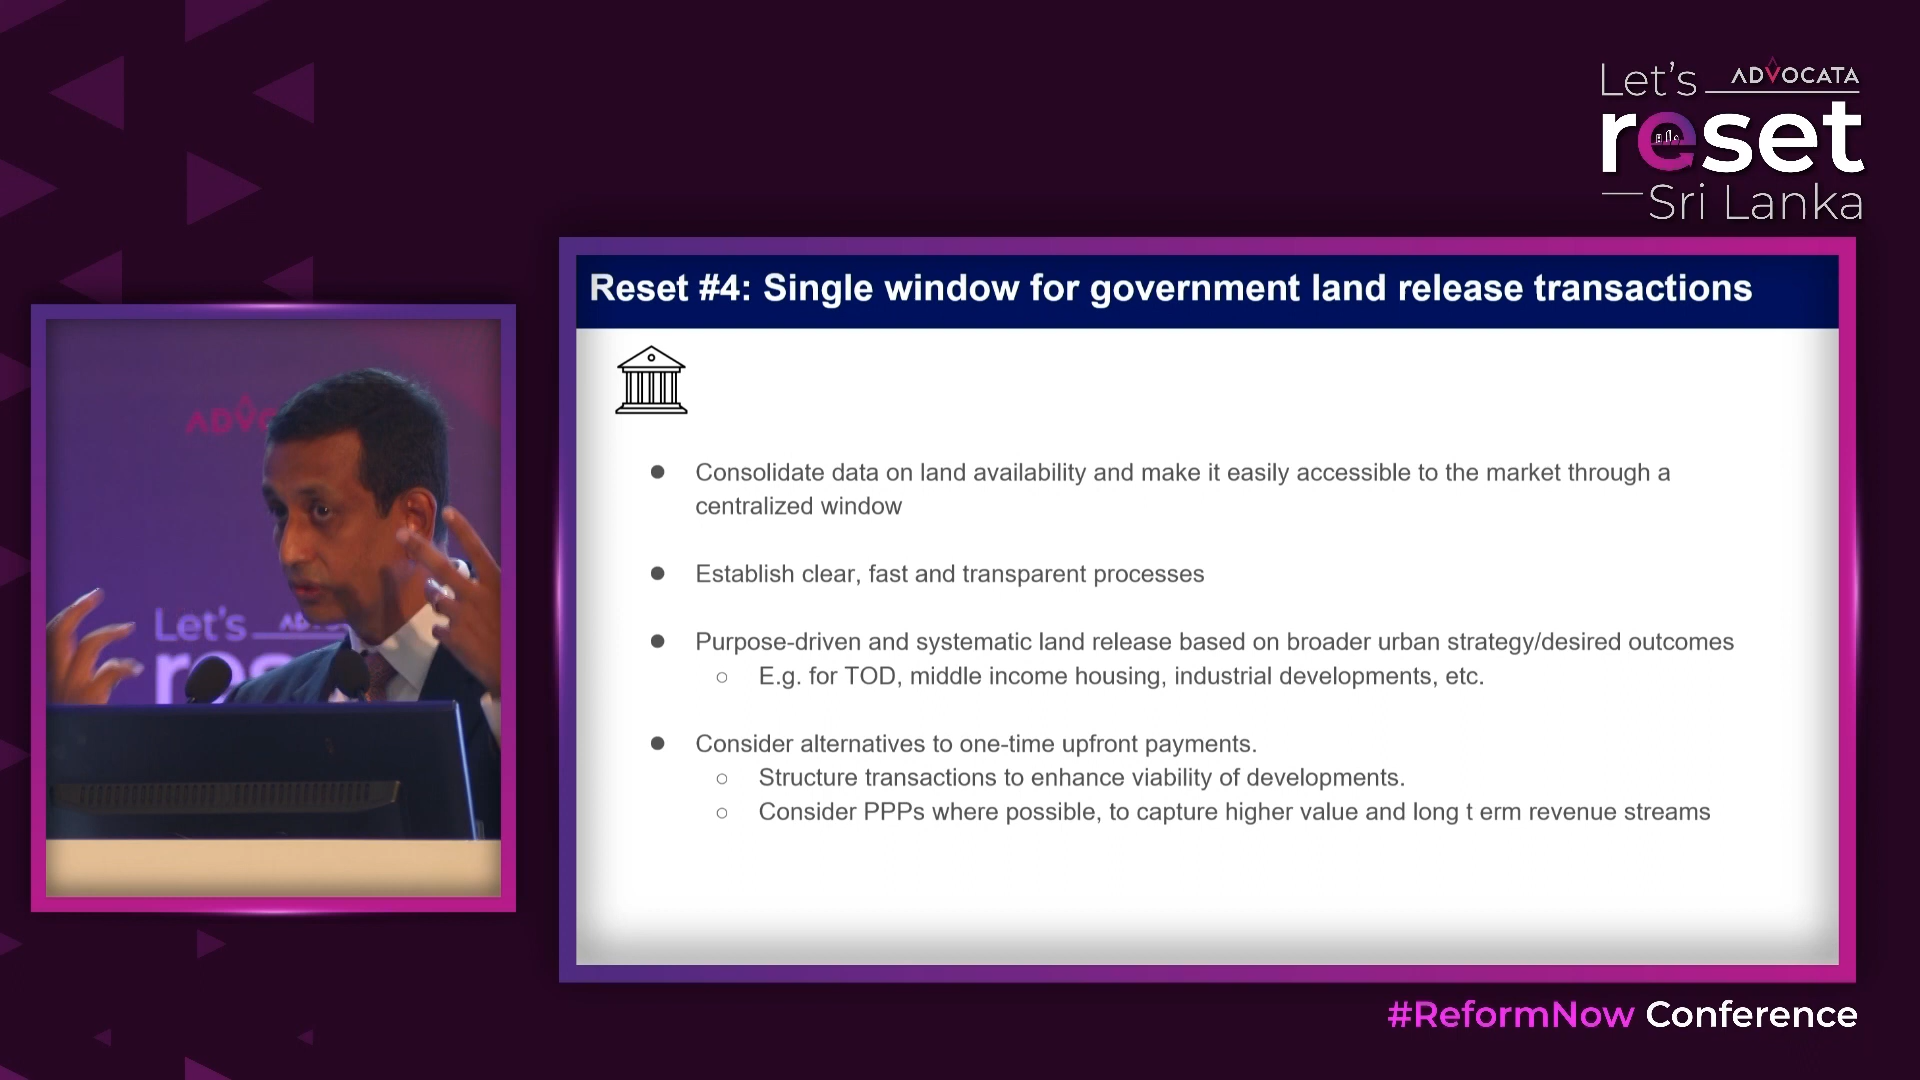 Let's ADVOCATA
reset
Sri Lanka
Reset #4: Single window for government land release transactions
● Consolidate data on land availability and make it easily accessible to the market through a
centralized window
● Establish clear, fast and transparent processes
● Purpose-driven and systematic land release based on broader urban strategy/desired outcomes
○ E.g. for TOD, middle income housing, industrial developments, etc.
● Consider alternatives to one-time upfront payments.
○ Structure transactions to enhance viability of developments.
○ Consider PPPs where possible, to capture higher value and long t erm revenue streams
ADVOC
Let's AD
res
#ReformNow Conference